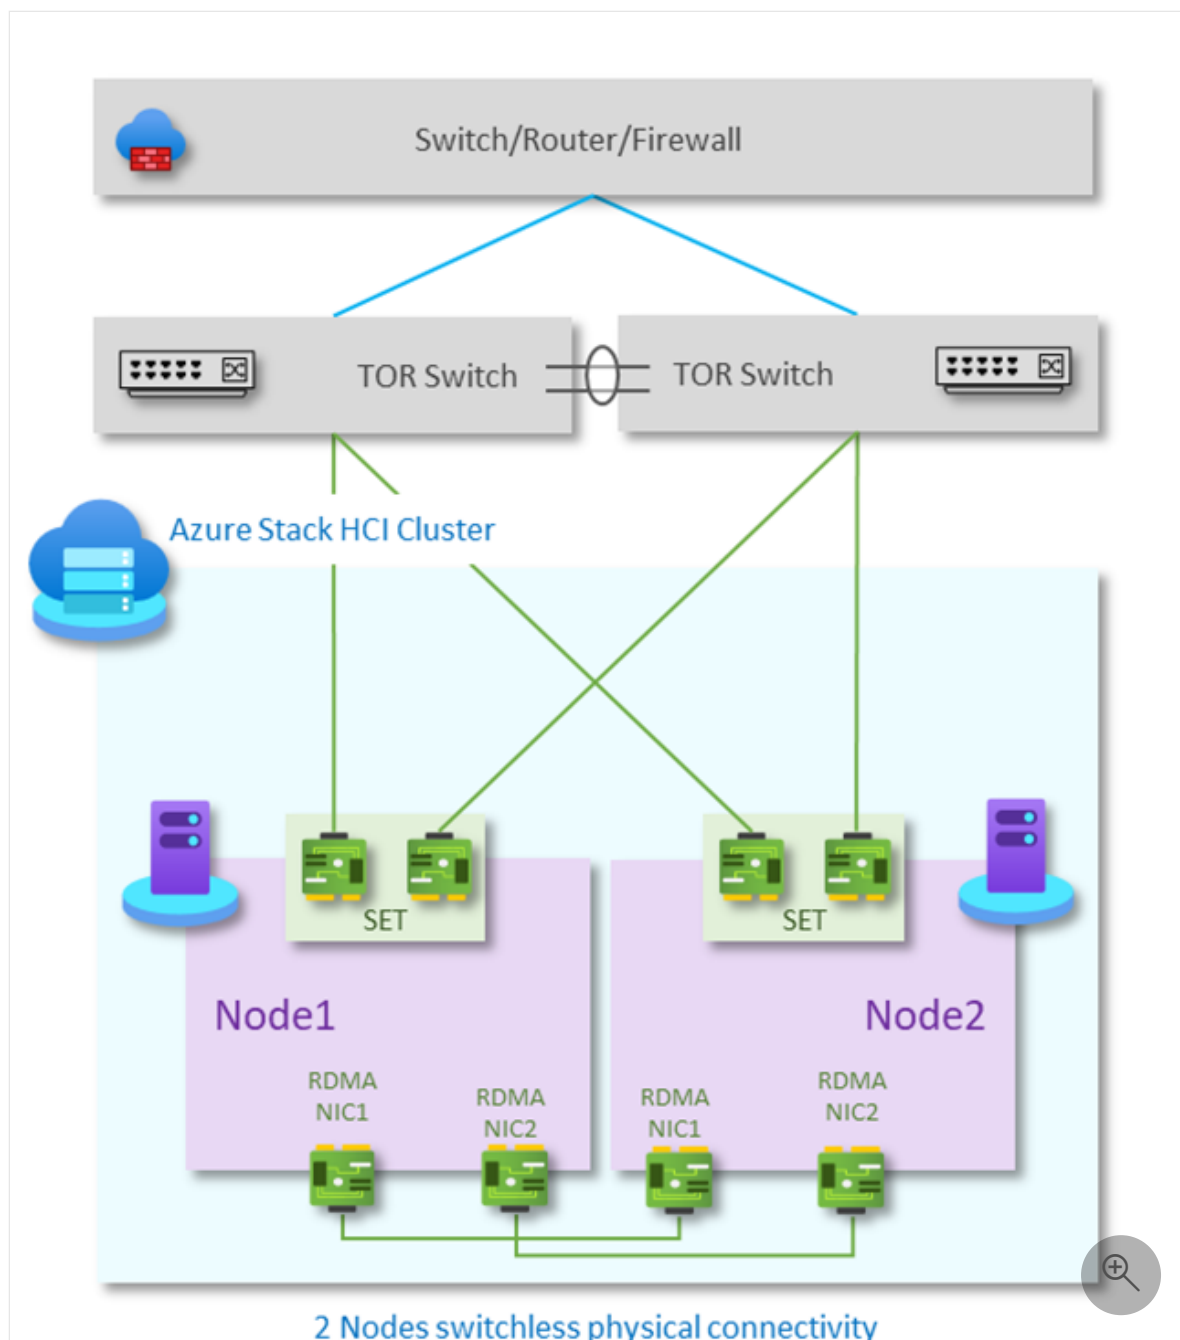 Switch/Router/Firewall
TOR Switch
TOR Switch
Azure Stack HCI Cluster
SET
SET
Node1
Node2
RDMA
NIC1
RDMA
NIC2
RDMA
NIC1
RDMA
NIC2
2 Nodes switchless physical connectivity